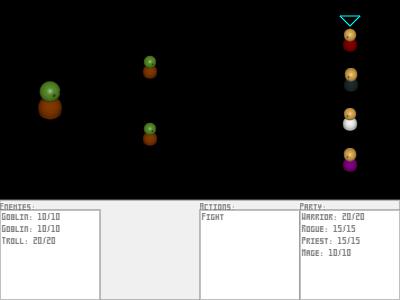 Enemies:
Goblin: 10/10
Goblin: 10/10
Troll: 20/20
Actions:
Fight
Party:
Warrior: 20/20
Rogue: 15/15
Priest: 15/15
Mage: 10/10